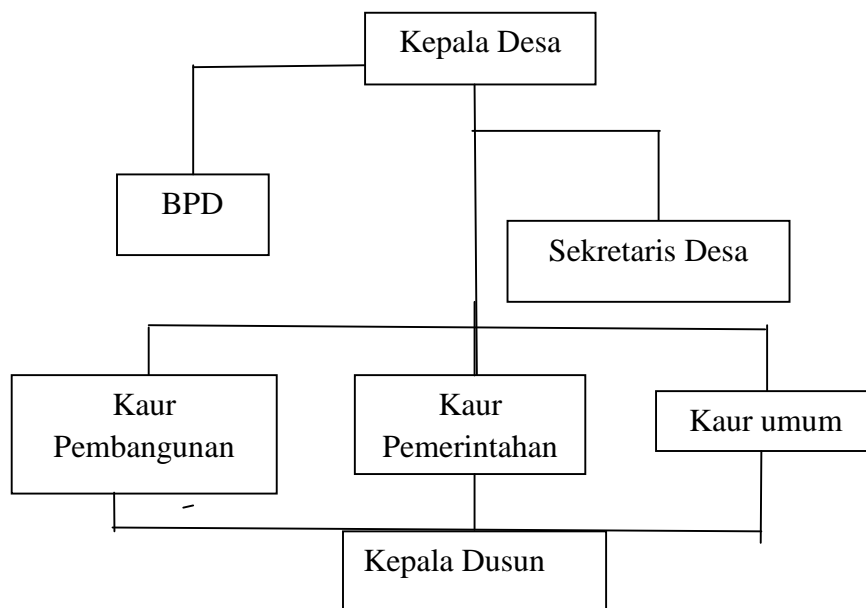 Kepala Desa
BPD
Sekretaris Desa
Kaur
Pembangunan
Kaur
Pemerintahan
Kaur umum
Kepala Dusun